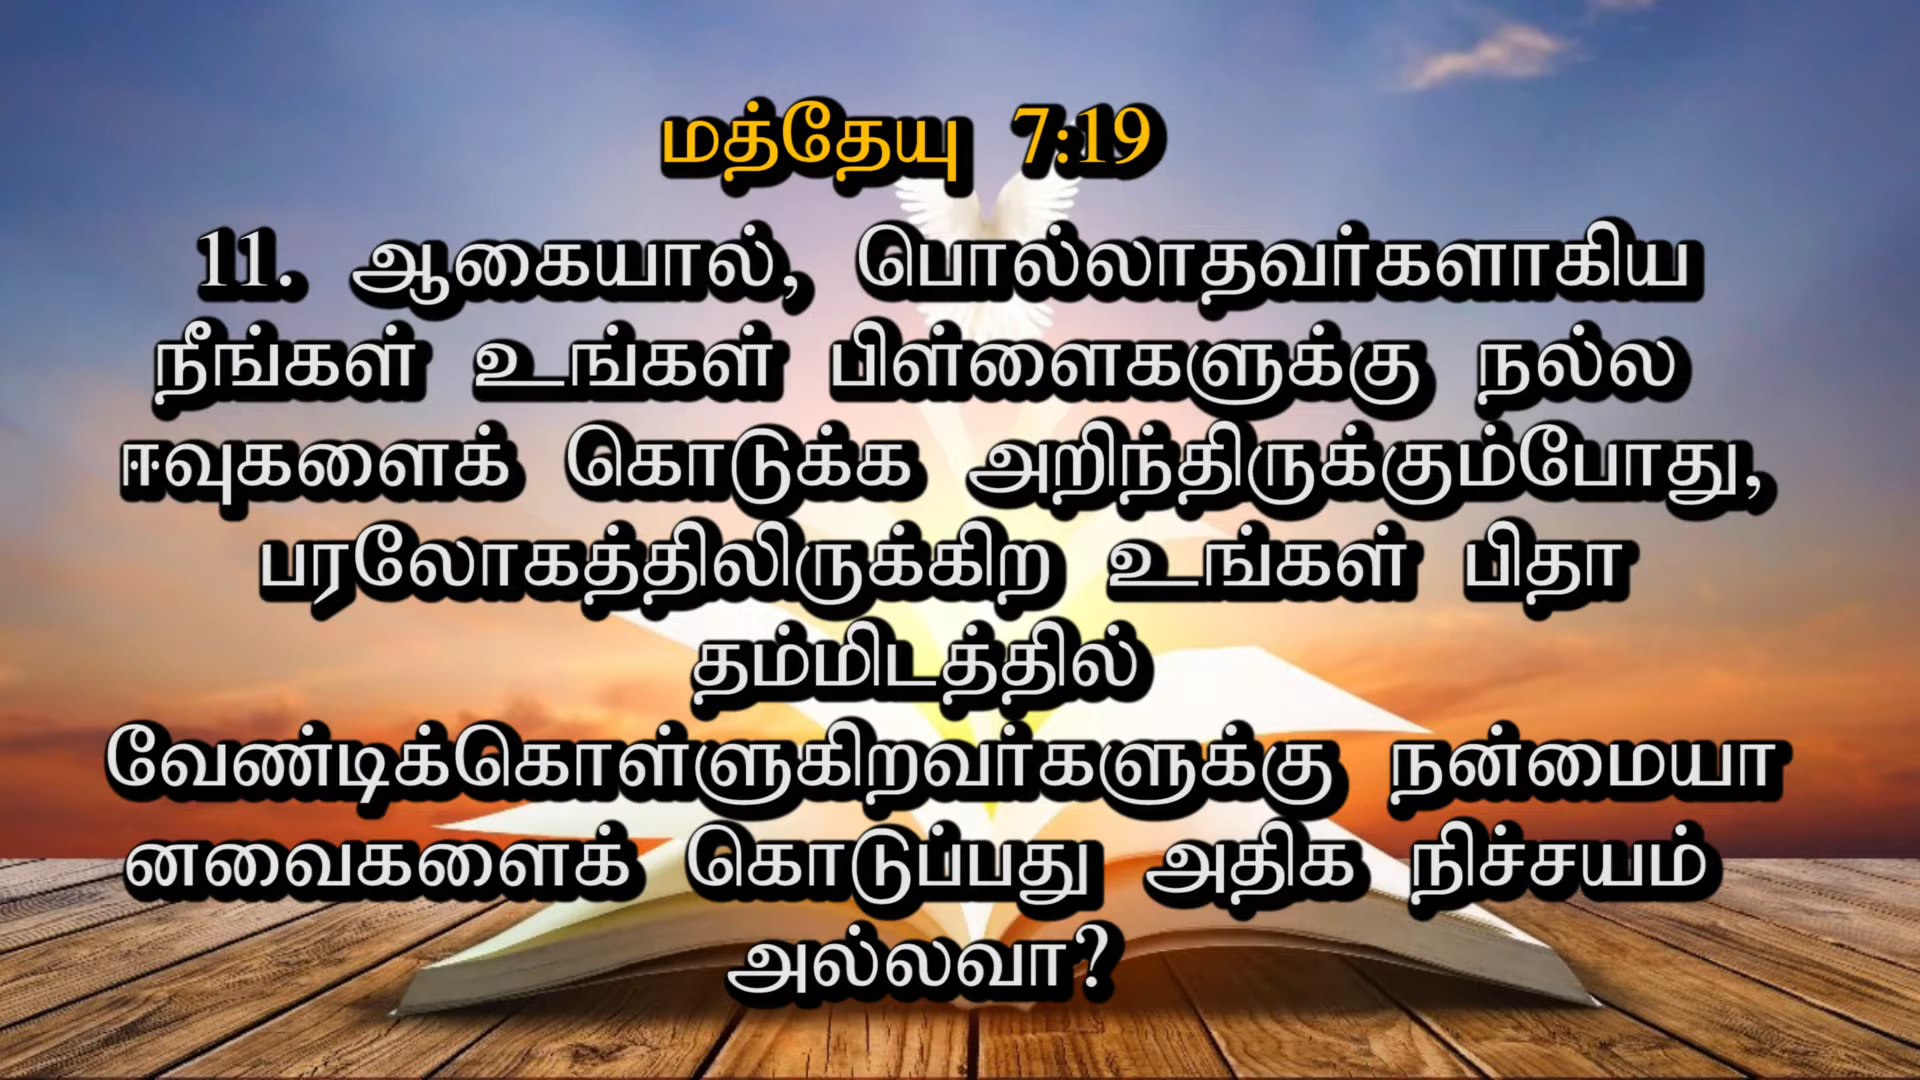 மத்தேயு 7:19
11. ஆகையால், பொல்லாதவர்களாகிய
நீங்கள் உங்கள் பிள்ளைகளுக்கு நல்ல
ஈவுகளைக் கொடுக்க அறிந்திருக்கும்போது,
பரலோகத்திலிருக்கிற உங்கள் பிதா
தம்மிடத்தில்
வேண்டிக்கொள்ளுகிறவர்களுக்கு நன்மையா
னவைகளைக் கொடுப்பது அதிக நிச்சயம்
அல்லவா?